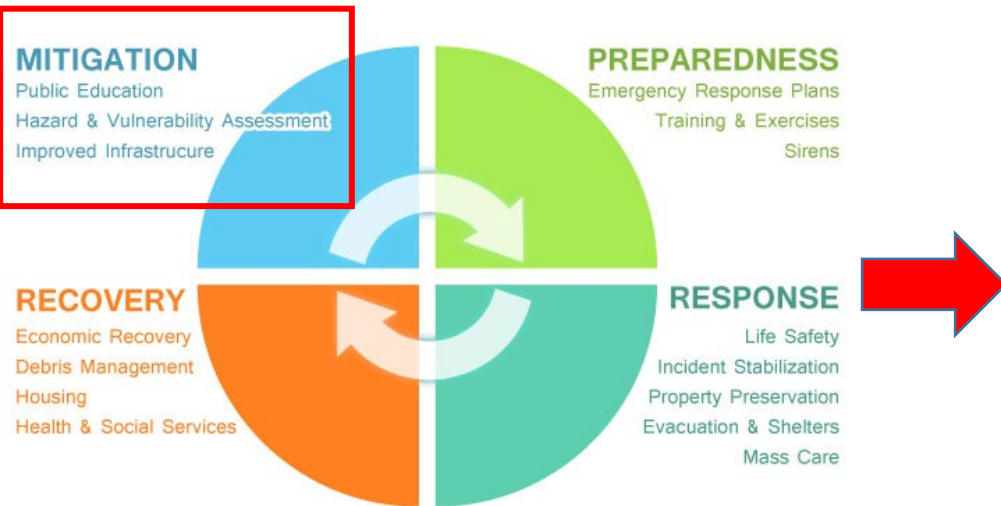 MITIGATION
Public Education
Hazard & Vulnerability Assessment
Improved Infrastrucure
PREPAREDNESS
Emergency Response Plans
Training & Exercises
Sirens
RECOVERY
Economic Recovery
Debris Management
Housing
Health & Social Services
RESPONSE
Life Safety
Incident Stabilization
Property Preservation
Evacuation & Shelters
Mass Care